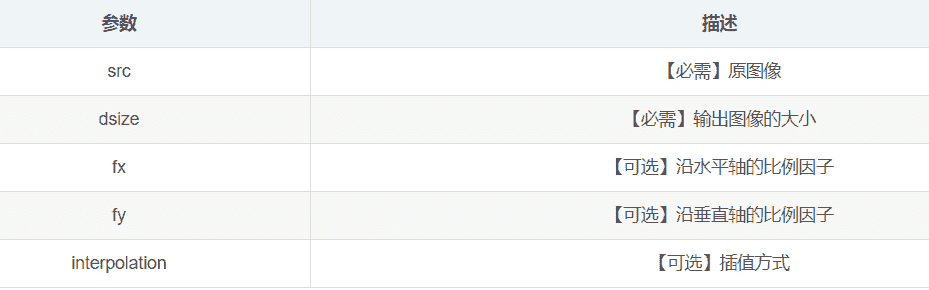 参数 描述
src 【必需】原图像
dsize 【必需】输出图像的大小
fx 【可选】沿水平轴的比例因子
fy 【可选】沿垂直轴的比例因子
interpolation 【可选】插值方式